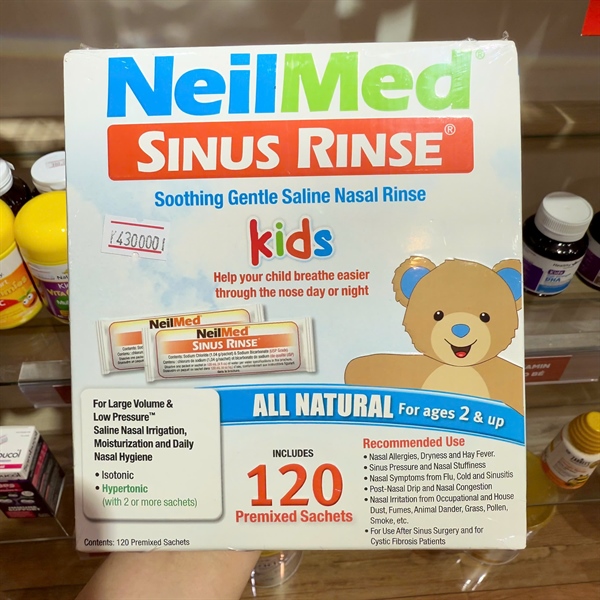 NeilMed®
SINUS RINSE®
Soothing Gentle Saline Nasal Rinse
kids
Help your child breathe easier
through the nose day or night
NeilMed
NeilMed
SINUS RINSE
ALL NATURAL For ages 2 & up
For Large Volume &
Low Pressure™
Saline Nasal Irrigation,
Moisturization and Daily
Nasal Hygiene
• Isotonic
• Hypertonic
(with 2 or more sachets)
INCLUDES
120
Premixed Sachets
Recommended Use
• Nasal Allergies, Dryness and Hay Fever.
• Sinus Pressure and Nasal Stuffiness
• Nasal Symptoms from Flu, Cold and Sinusitis
• Post-Nasal Drip and Nasal Congestion
• Nasal Irritation from Occupational and House
Dust, Fumes, Animal Dander, Grass, Pollen,
Smoke, etc.
• For Use After Sinus Surgery and for
Cystic Fibrosis Patients
Contents: 120 Premixed Sachets